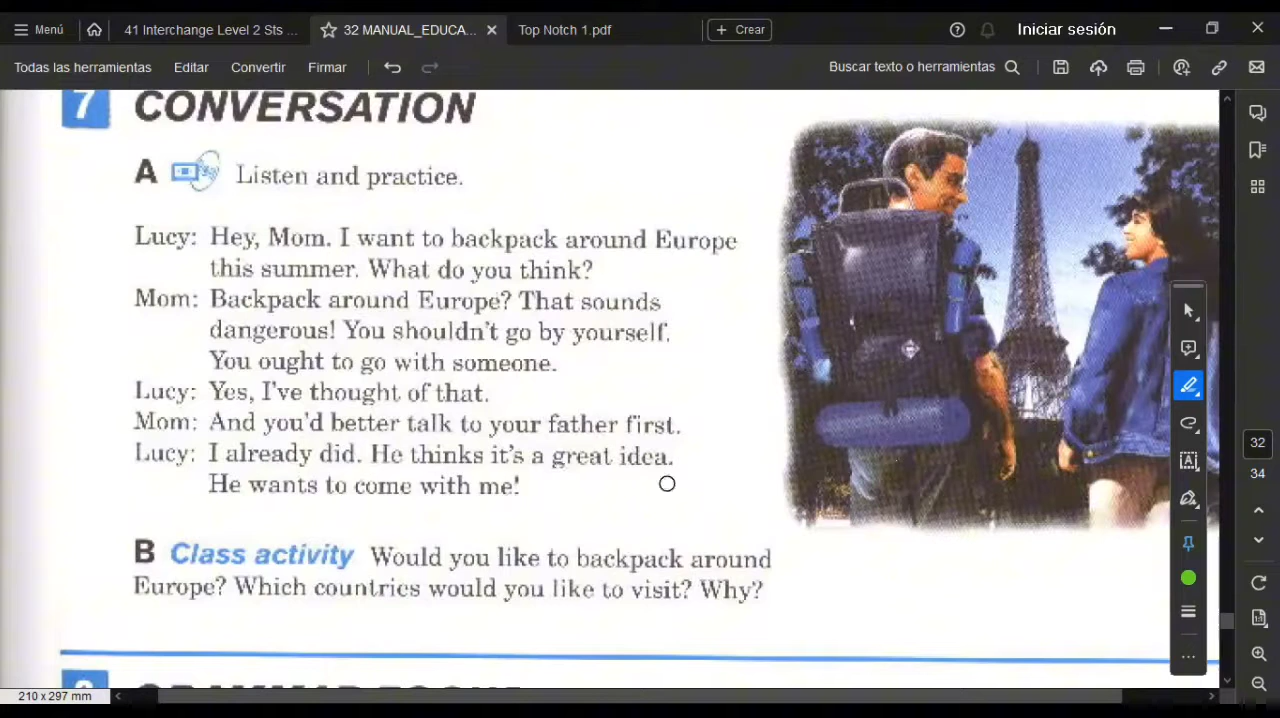 Menú
41 Interchange Level 2 Sts ...
32 MANUAL_EDUCA...
Top Notch 1.pdf
+ Crear
Iniciar sesión
Todas las herramientas
Editar
Convertir
Firmar
Buscar texto o herramientas
7 CONVERSATION
A Listen and practice.
Lucy: Hey, Mom. I want to backpack around Europe
this summer. What do you think?
Mom: Backpack around Europe? That sounds
dangerous! You shouldn't go by yourself.
You ought to go with someone.
Lucy: Yes, I've thought of that.
Mom: And you'd better talk to your father first.
Lucy: I already did. He thinks it's a great idea.
He wants to come with me!
B Class activity Would you like to backpack around
Europe? Which countries would you like to visit? Why?
32
34
210 x 297 mm